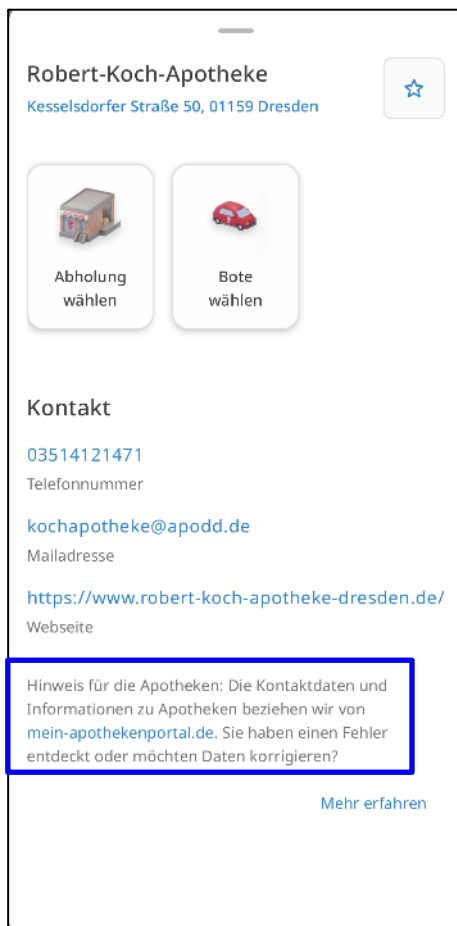 Robert-Koch-Apotheke
Kesselsdorfer Straße 50, 01159 Dresden
Abholung
wählen
Bote
wählen
Kontakt
03514121471
Telefonnummer
kochapotheke@apodd.de
Mailadresse
https://www.robert-koch-apotheke-dresden.de/
Webseite
Hinweis für die Apotheken: Die Kontaktdaten und
Informationen zu Apotheken beziehen wir von
mein-apothekenportal.de. Sie haben einen Fehler
entdeckt oder möchten Daten korrigieren?
Mehr erfahren